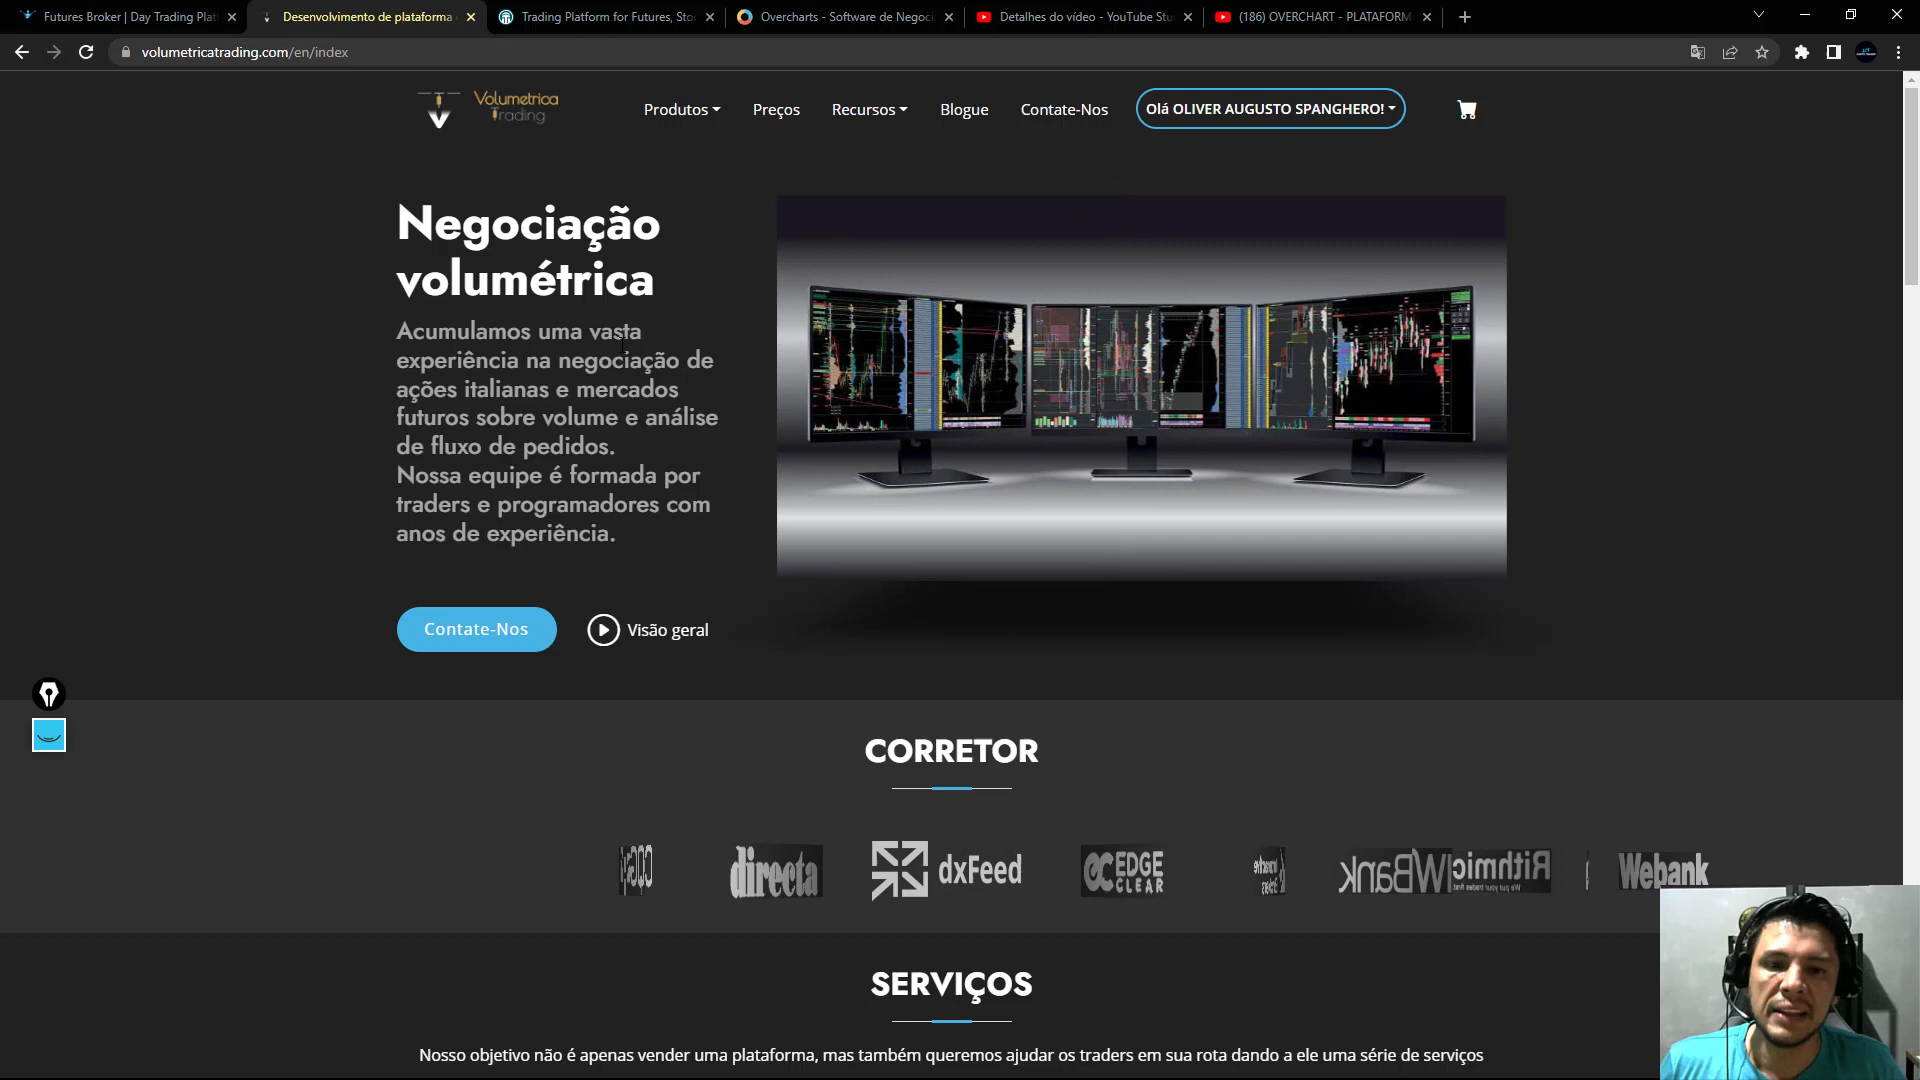 Futures Broker | Day Trading Plat
Desenvolvimento de plataforma
Trading Platform for Futures, Sto
Overcharts - Software de Negoci
Detalhes do vídeo - YouTube Stu
(186) OVERCHART - PLATAFORM
volumetricatrading.com/en/index
Volumetrica
Trading
Produtos
Preços
Recursos
Blogue
Contate-Nos
Olá OLIVER AUGUSTO SPANGHERO!
Negociação
volumétrica
Acumulamos uma vasta
experiência na negociação de
ações italianas e mercados
futuros sobre volume e análise
de fluxo de pedidos.
Nossa equipe é formada por
traders e programadores com
anos de experiência.
Contate-Nos
Visão geral
CORRETOR
directa
dxFeed
EDGE
CLEAR
IWBank
Rithmic
Webank
SERVIÇOS
Nosso objetivo não é apenas vender uma plataforma, mas também queremos ajudar os traders em sua rota dando a ele uma série de serviços